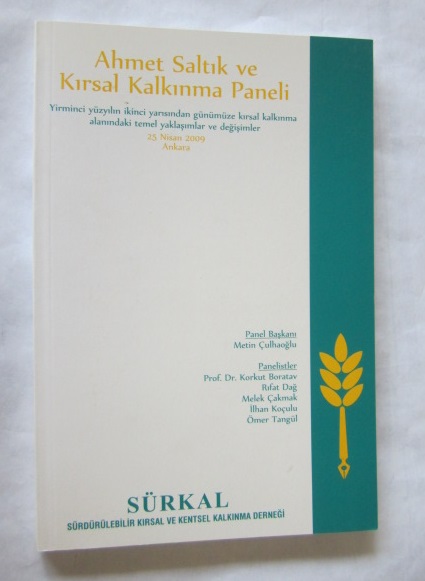 Ahmet Saltık ve
Kırsal Kalkınma Paneli
Yirminci yüzyılın ikinci yarısından günümüze kırsal kalkınma
alanındaki temel yaklaşımlar ve değişimler
25 Nisan 2009
Ankara
Panel Başkanı
Metin Çulhaoğlu
Panelistler
Prof. Dr. Korkut Boratav
Rıfat Dağ
Melek Çakmak
İlhan Koçulu
Ömer Tangül
SÜRKAL
SÜRDÜRÜLEBİLİR KIRSAL VE KENTSEL KALKINMA DERNEĞİ